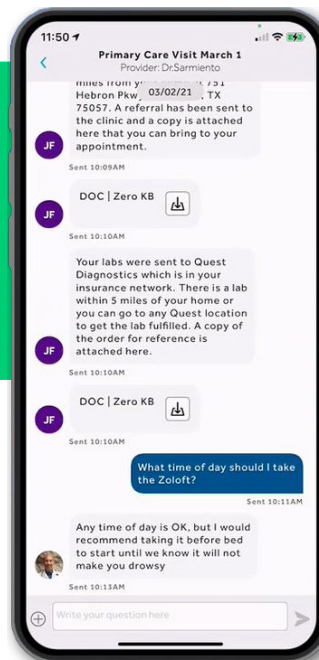 11:50
Primary Care Visit March 1
Provider: Dr.Sarmiento
miles from
751
03/02/21
Hebron Pkw
, TX
75057. A referral has been sent to
the clinic and a copy is attached
here that you can bring to your
appointment.
JF
Sent 10:09AM
DOC | Zero KB
JF
Sent 10:10AM
Your labs were sent to Quest
Diagnostics which is in your
insurance network. There is a lab
within 5 miles of your home or
you can go to any Quest location
to get the lab fulfilled. A copy of
the order for reference is
attached here.
JF
Sent 10:10AM
DOC | Zero KB
JF
Sent 10:10AM
What time of day should I take
the Zoloft?
Sent 10:11AM
Any time of day is OK, but I would
recommend taking it before bed
to start until we know it will not
make you drowsy
Sent 10:13AM
Write your question here